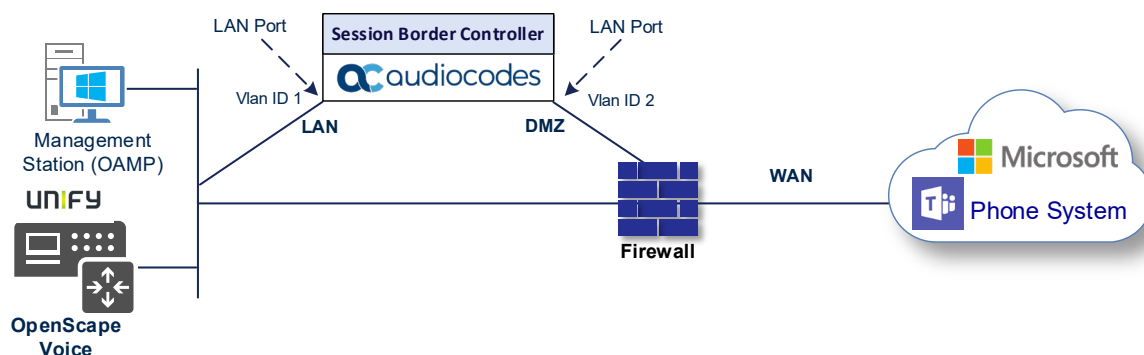 LAN Port
Session Border Controller
LAN Port
audiocodes
Vlan ID 1
Vlan ID 2
LAN
DMZ
Management
Station (OAMP)
UNIFY
OpenScape
Voice
Firewall
WAN
Microsoft
T
Phone System